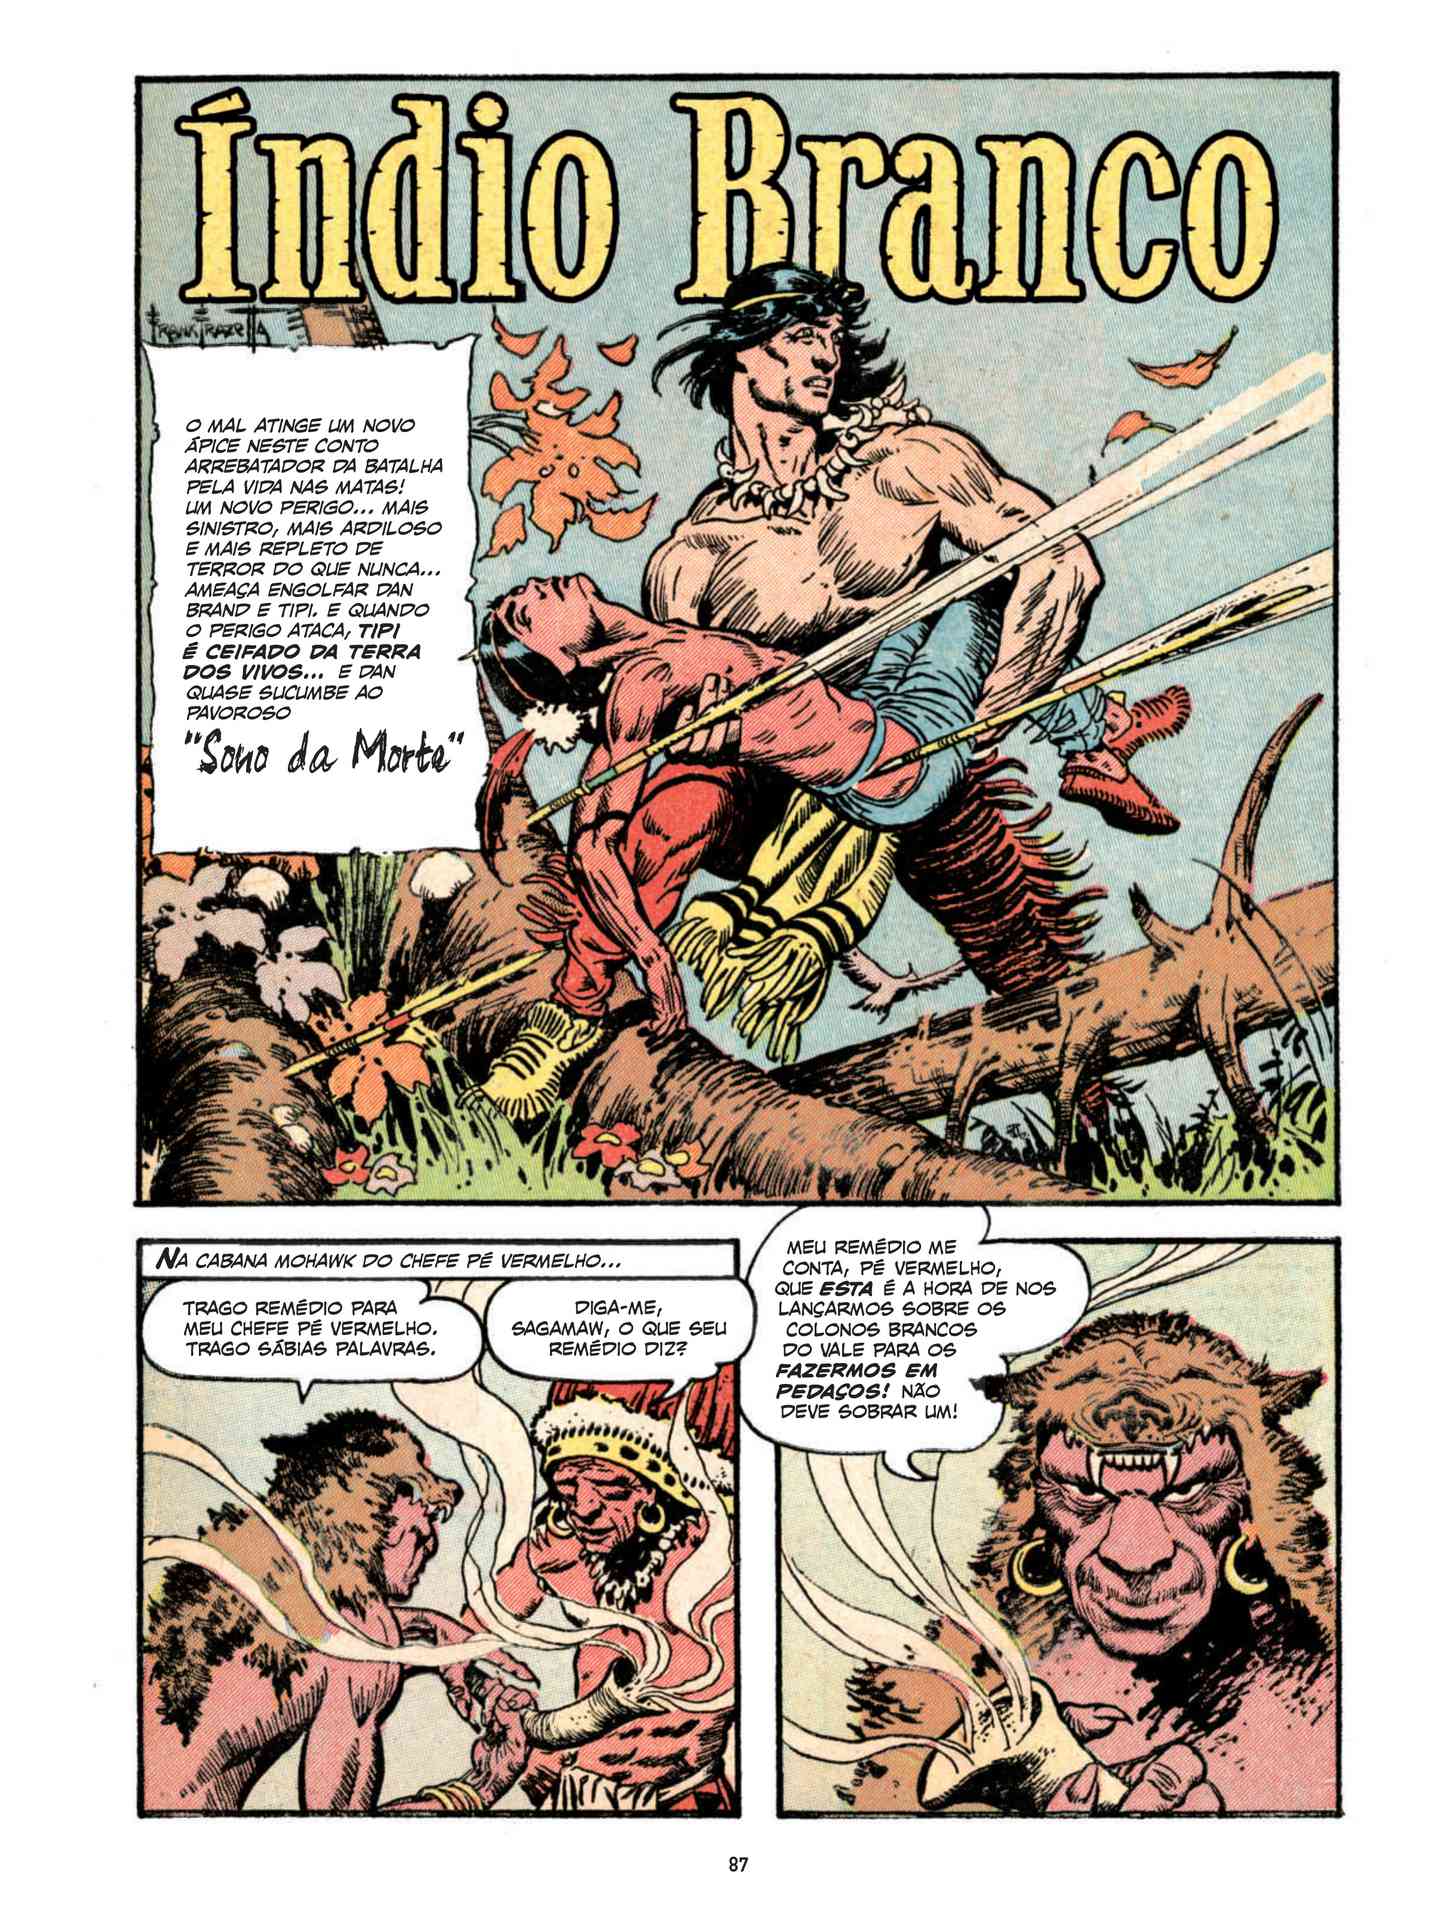 Índio Branco
FRANK FRAZETTA
O MAL ATINGE UM NOVO
ÁPICE NESTE CONTO
ARREBATADOR DA BATALHA
PELA VIDA NAS MATAS!
UM NOVO PERIGO... MAIS
SINISTRO, MAIS ARDILOSO
E MAIS REPLETO DE
TERROR DO QUE NUNCA...
AMEAÇA ENGOLFAR DAN
BRAND E TIPI. E QUANDO
O PERIGO ATACA, TIPI
É CEIFADO DA TERRA
DOS VIVOS... E DAN
QUASE SUCUMBE AO
PAVOROSO
"Sono da Morte"
NA CABANA MOHAWK DO CHEFE PÉ VERMELHO...
TRAGO REMÉDIO PARA
MEU CHEFE PÉ VERMELHO.
TRAGO SÁBIAS PALAVRAS.
DIGA-ME,
SAGAMAW, O QUE SEU
REMÉDIO DIZ?
MEU REMÉDIO ME
CONTA, PÉ VERMELHO,
QUE ESTA É A HORA DE NOS
LANÇARMOS SOBRE OS
COLONOS BRANCOS
DO VALE PARA OS
FAZERMOS EM
PEDAÇOS! NÃO
DEVE SOBRAR UM!
87